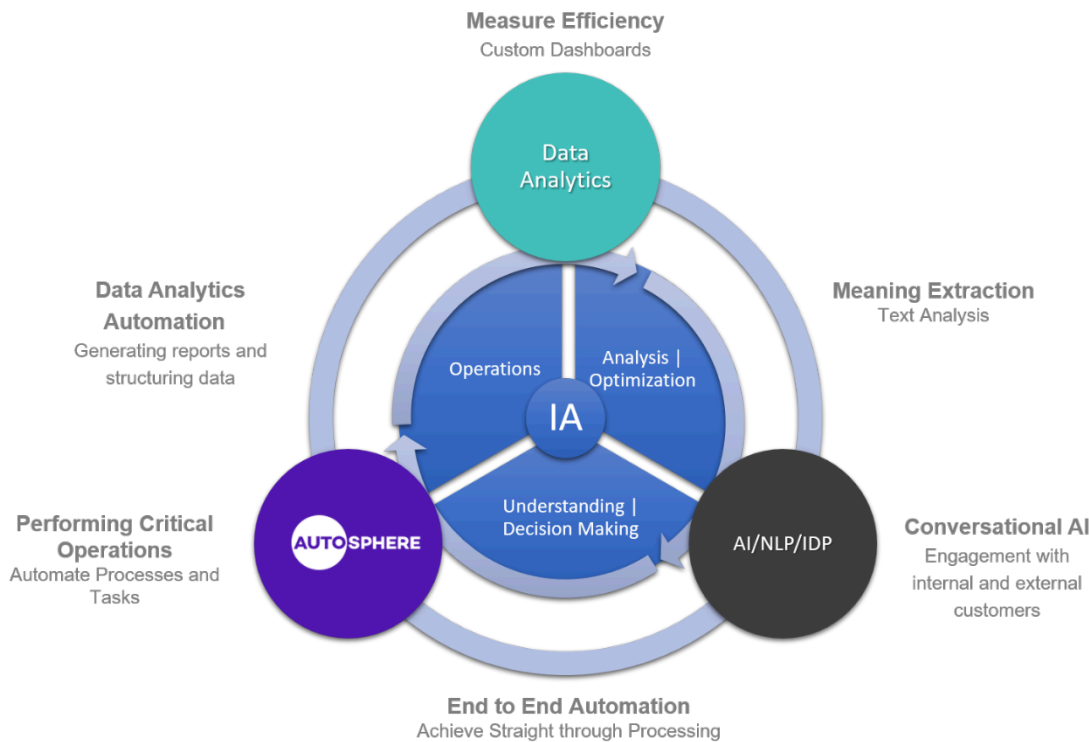 Measure Efficiency
Custom Dashboards
Data
Analytics
Data Analytics
Automation
Generating reports and
structuring data
Meaning Extraction
Text Analysis
Operations
Analysis |
Optimization
IA
Understanding |
Decision Making
Performing Critical
Operations
Automate Processes and
Tasks
AUTOSPHERE
AI/NLP/IDP
Conversational AI
Engagement with
internal and external
customers
End to End Automation
Achieve Straight through Processing